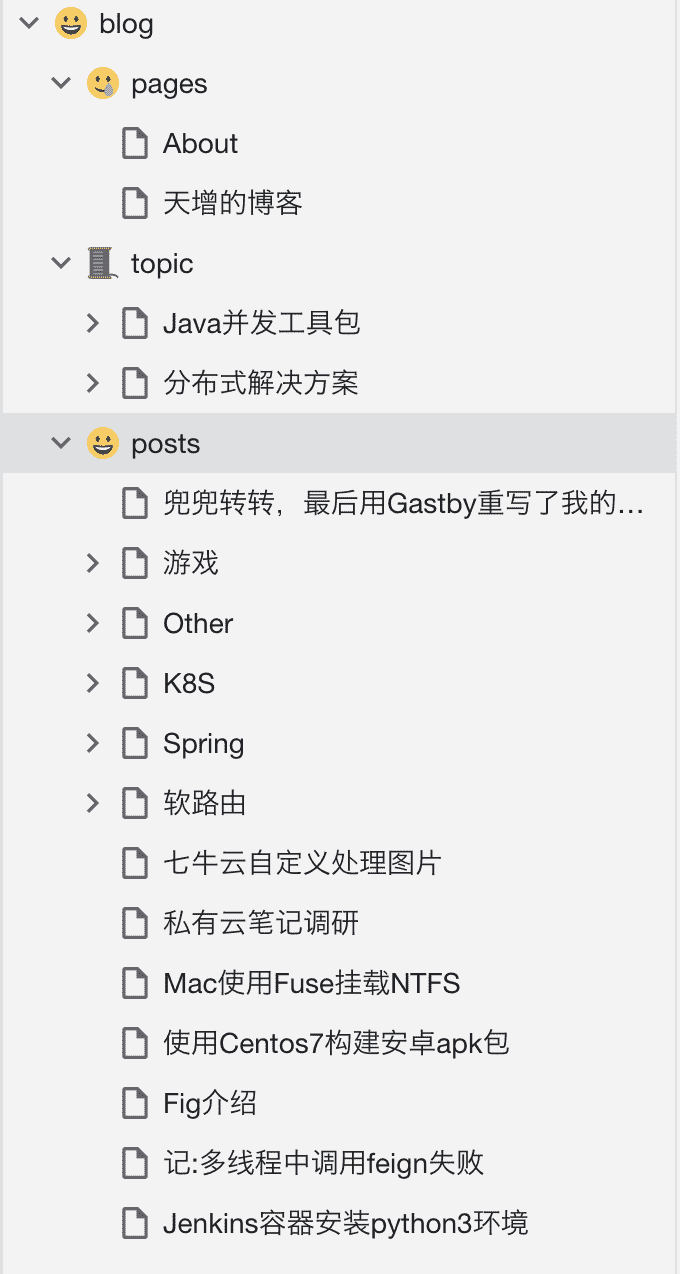 blog
pages
About
天增的博客
topic
Java并发工具包
分布式解决方案
posts
兜兜转转，最后用Gastby重写了我的...
游戏
Other
K8S
Spring
软路由
七牛云自定义处理图片
私有云笔记调研
Mac使用Fuse挂载NTFS
使用Centos7构建安卓apk包
Fig介绍
记:多线程中调用feign失败
Jenkins容器安装python3环境